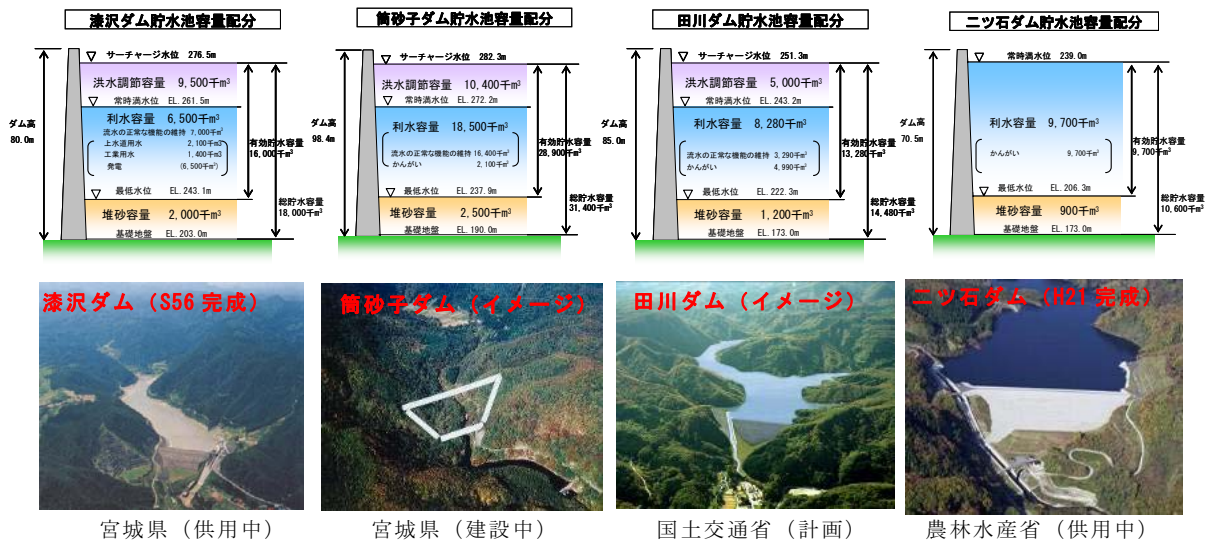 漆沢ダム貯水池容量配分
サーチャージ水位 276.5m
洪水調節容量 9,500千m³
常時満水位 EL. 261.5m
利水容量 6,500千m³
流水の正常な機能の維持 7,000千m³
上水道用水 2,100千m3
工業用水 1,400千m3
発電 (6,500千m³)
最低水位 EL. 243.1m
堆砂容量 2,000千m³
基礎地盤 EL. 203.0m
ダム高
80.0m
有効貯水容量
16,000千m³
総貯水容量
18,000千m³
筒砂子ダム貯水池容量配分
サーチャージ水位 282.3m
洪水調節容量 10,400千m³
常時満水位 EL. 272.2m
利水容量 18,500千m³
流水の正常な機能の維持 16,400千m³
かんがい 2,100千m³
最低水位 EL. 237.9m
堆砂容量 2,500千m³
基礎地盤 EL. 190.0m
ダム高
98.4m
有効貯水容量
28,900千m³
総貯水容量
31,400千m³
田川ダム貯水池容量配分
サーチャージ水位 251.3m
洪水調節容量 5,000千m³
常時満水位 EL. 243.2m
利水容量 8,280千m³
流水の正常な機能の維持 3,290千m³
かんがい 4,990千m³
最低水位 EL. 222.3m
堆砂容量 1,200千m³
基礎地盤 EL. 173.0m
ダム高
85.0m
有効貯水容量
13,280千m³
総貯水容量
14,480千m³
二ツ石ダム貯水池容量配分
常時満水位 239.0m
利水容量 9,700千m³
かんがい 9,700千m³
最低水位 EL. 206.3m
堆砂容量 900千m³
基礎地盤 EL. 173.0m
ダム高
70.5m
有効貯水容量
9,700千m³
総貯水容量
10,600千m³
漆沢ダム（S56 完成）
筒砂子ダム（イメージ）
田川ダム（イメージ）
二ツ石ダム（H21 完成）
宮城県（供用中）
宮城県（建設中）
国土交通省（計画）
農林水産省（供用中）